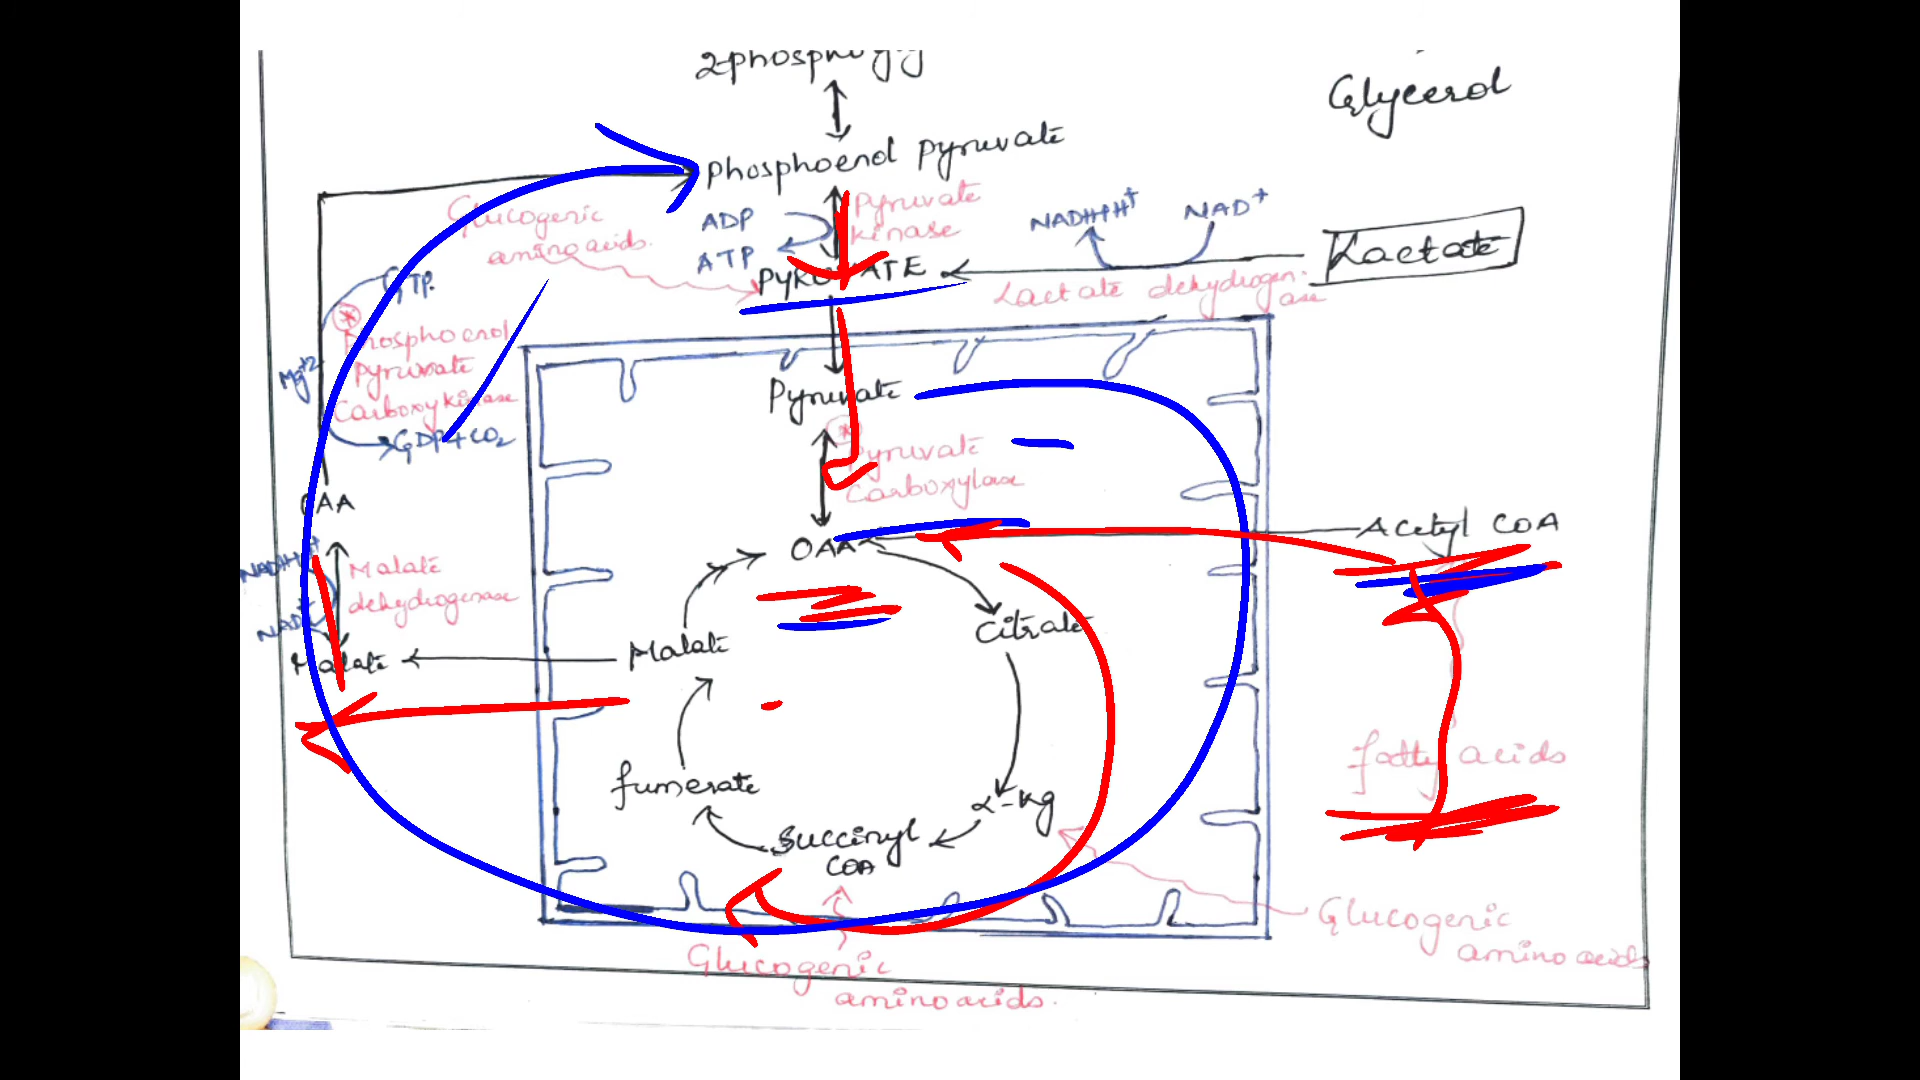 Glycerol
Phosphoenol pyruvate
Glucogenic
amino acids.
ADP
ATP
Pyruvate
kinase
NADH+H+
NAD+
Lactate
PYRUVATE
Lactate dehydrogen.
ase
GTP.
*
Phosphoenol
Pyruvate
Carboxykinase
Mg+2
GDP+CO2
Pyruvate
*
Pyruvate
Carboxylase
OAA
NADH+H+
NAD+
Malate
dehydrogenase
Malate
OAA
Acetyl COA
Citrate
Malate
fumerate
α-Kg
Succinyl
COA
fatty acids
Glucogenic
amino acids
Glucogenic
amino acids.